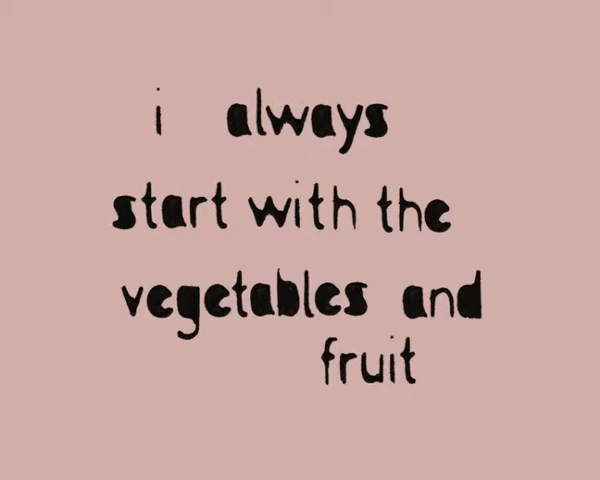 i always
start with the
vegetables and
fruit